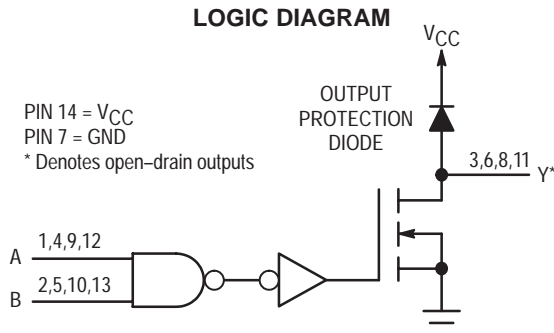 LOGIC DIAGRAM
VCC
PIN 14 = VCC
PIN 7 = GND
* Denotes open–drain outputs
OUTPUT
PROTECTION
DIODE
3,6,8,11
Y*
A
1,4,9,12
B
2,5,10,13